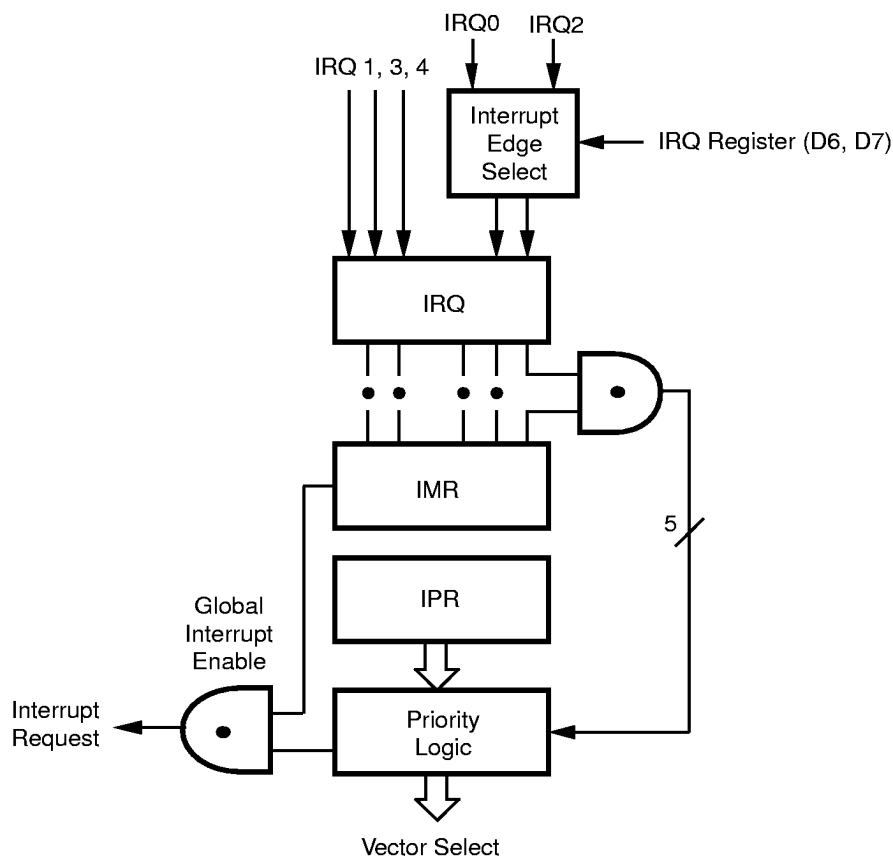 IRQ0
IRQ2
IRQ 1, 3, 4
Interrupt
Edge
Select
IRQ Register (D6, D7)
IRQ
IMR
5
IPR
Global
Interrupt
Enable
Interrupt
Request
Priority
Logic
Vector Select